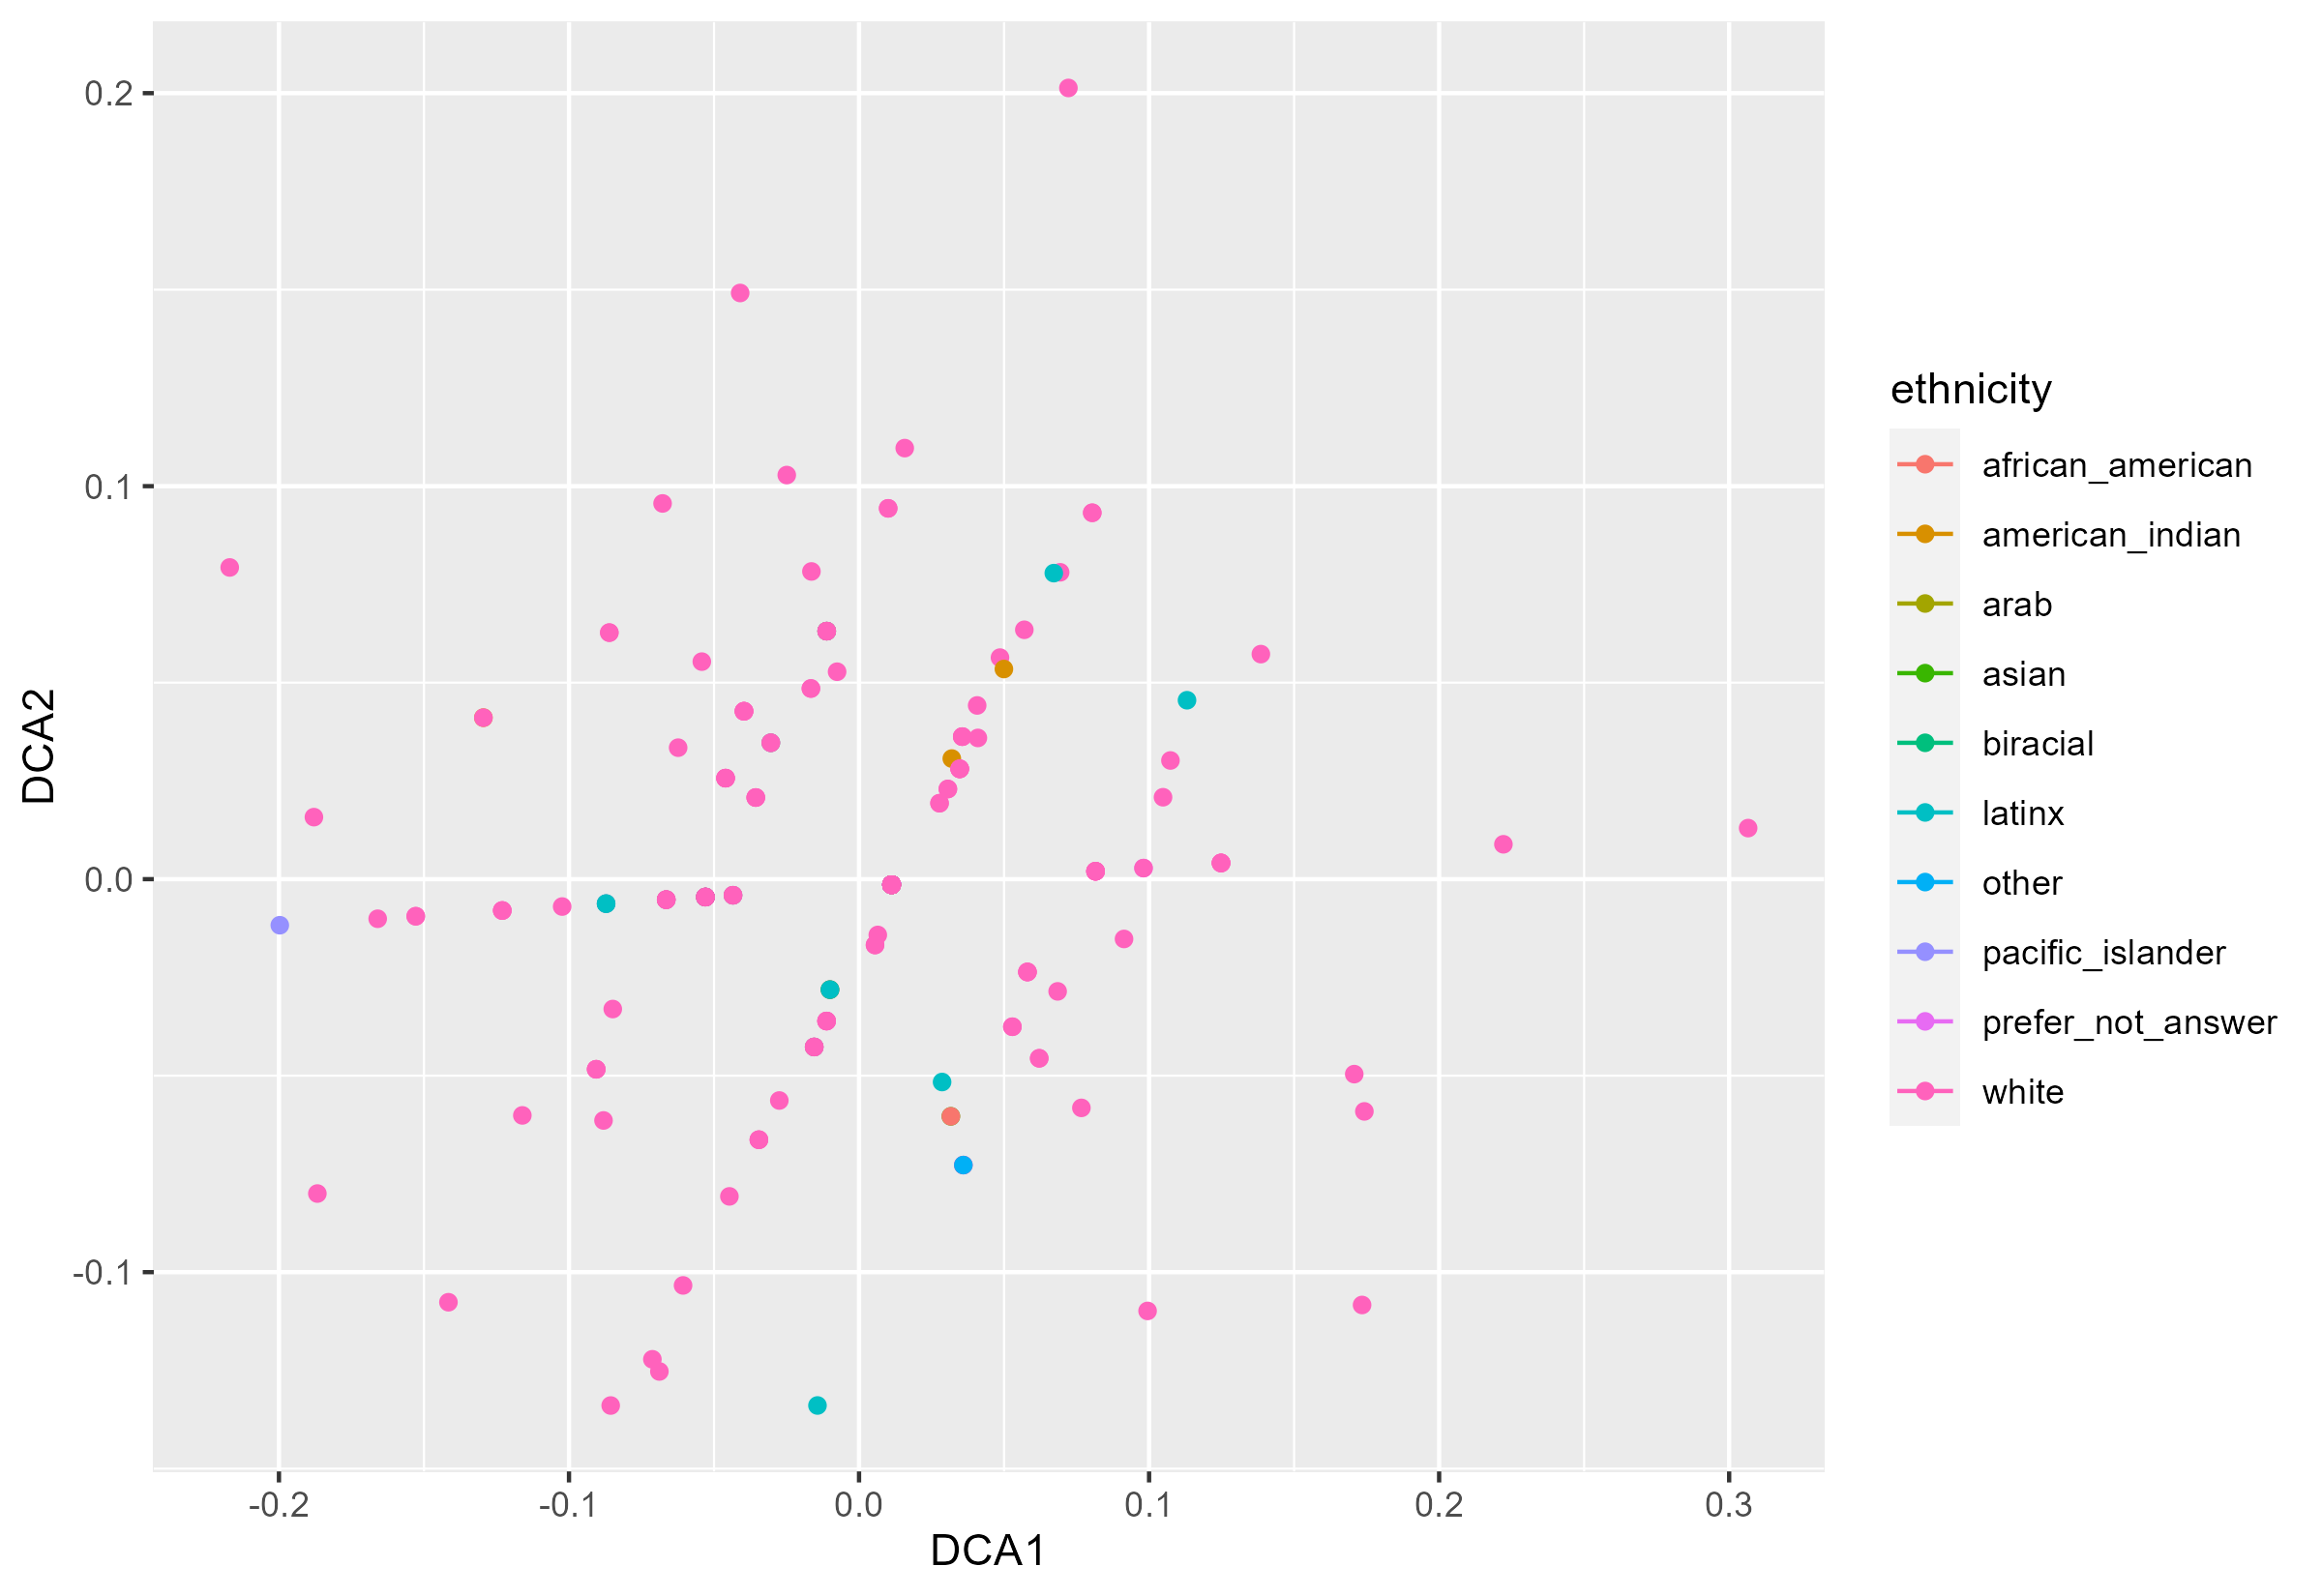 0.2
0.1
0.0
-0.1
DCA2
-0.2
-0.1
0.0
0.1
0.2
0.3
DCA1
ethnicity
african_american
american_indian
arab
asian
biracial
latinx
other
pacific_islander
prefer_not_answer
white